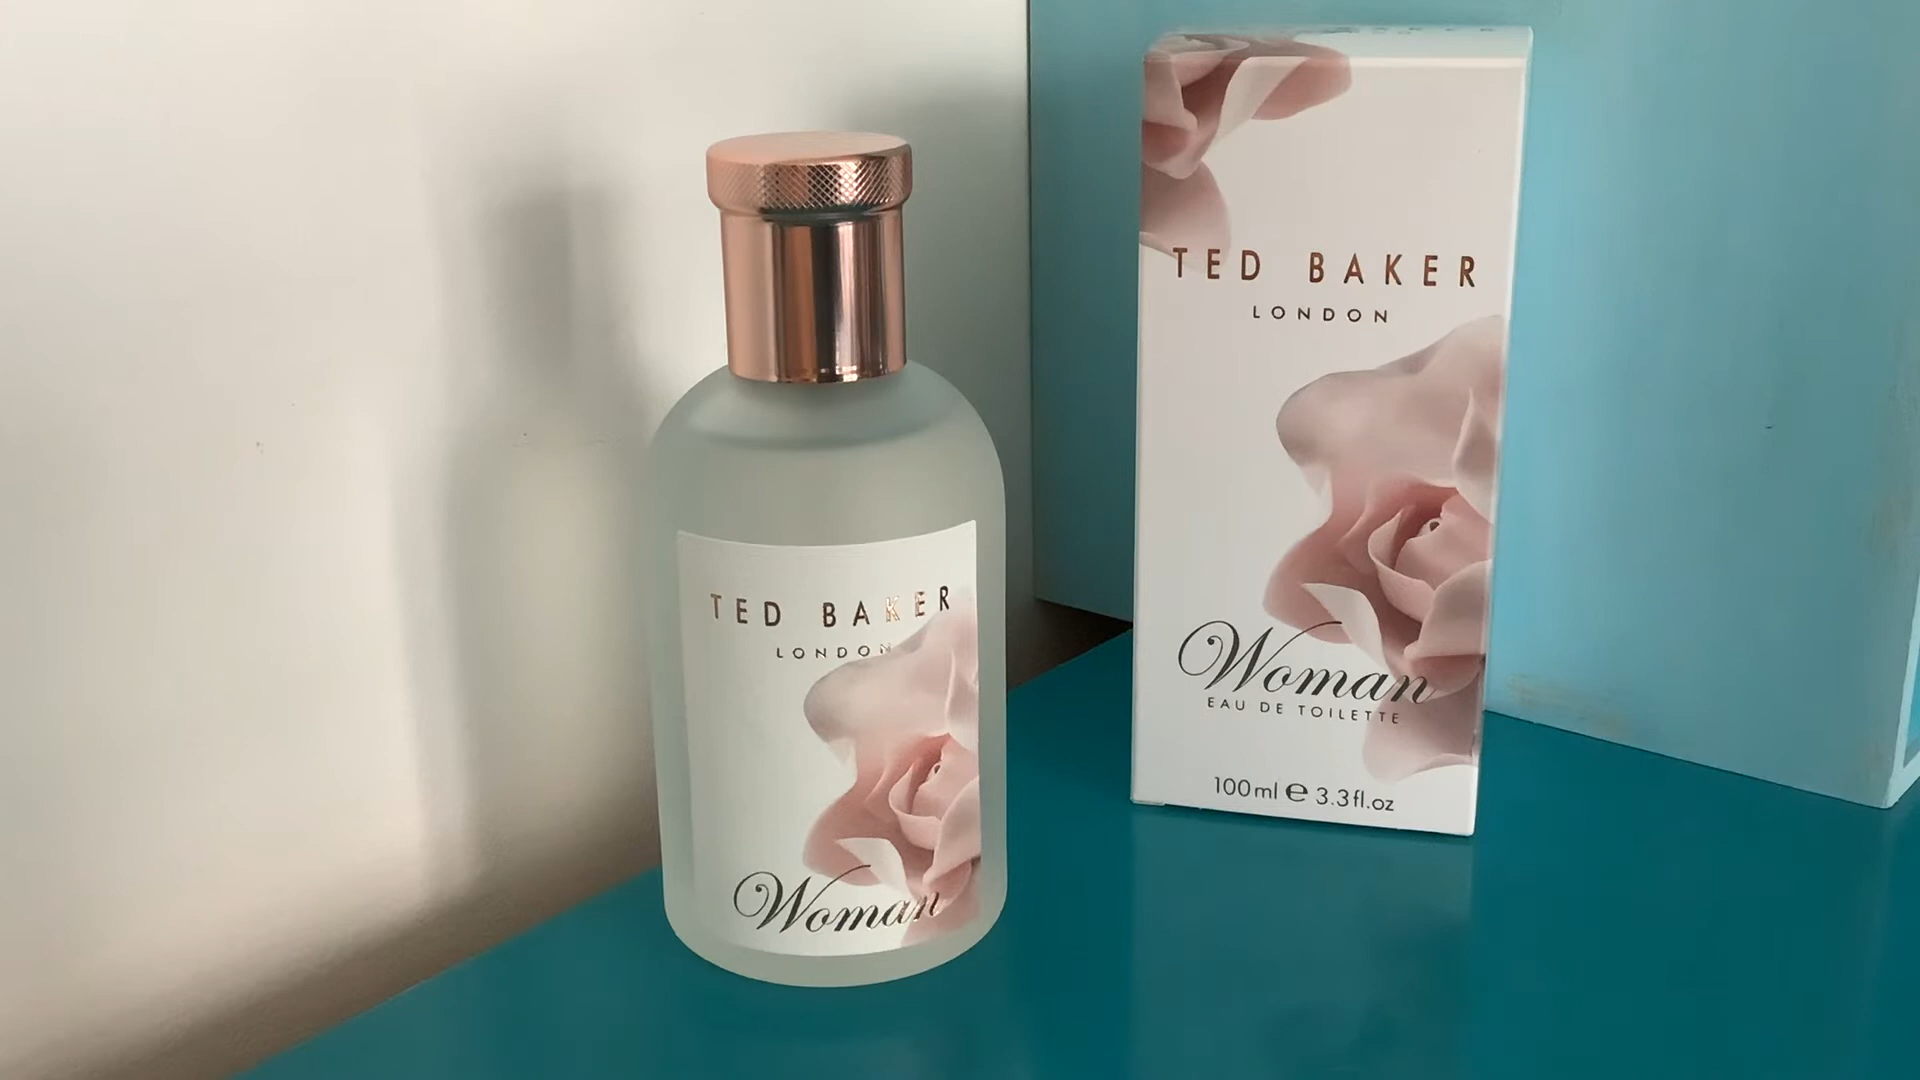 TED BAKER
LONDON
Woman
TED BAKER
LONDON
Woman
EAU DE TOILETTE
100ml ℮ 3.3fl.oz